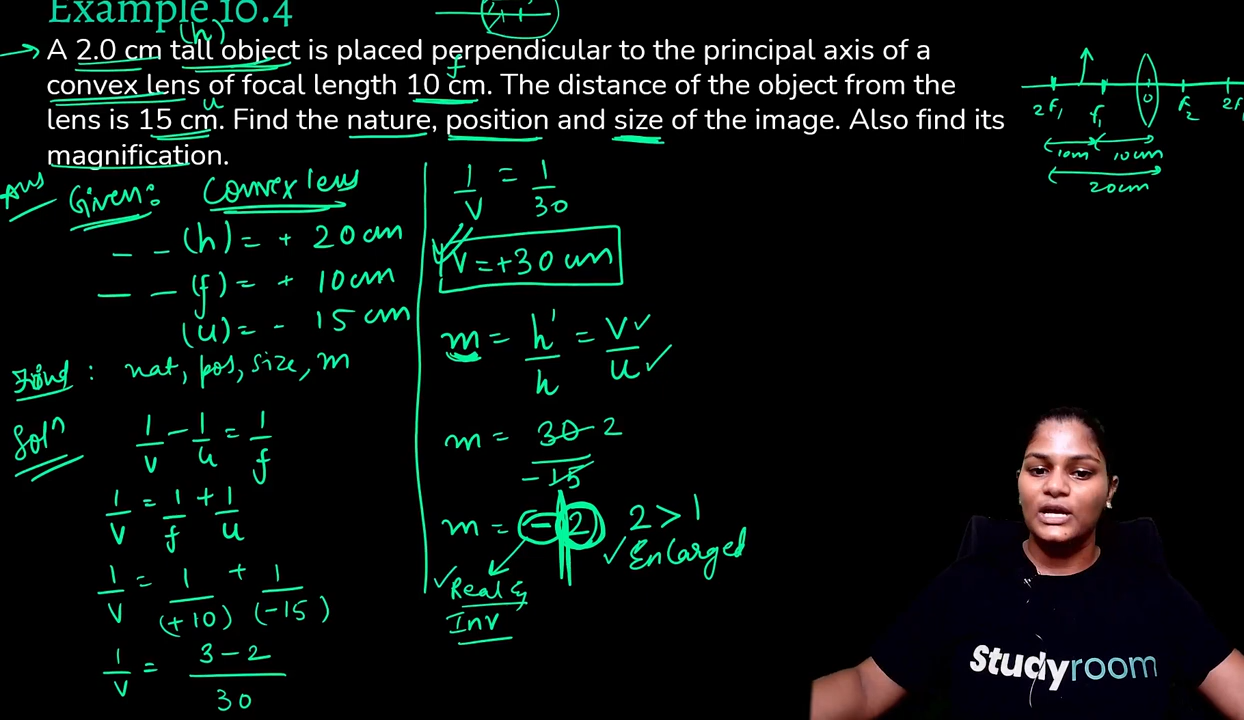 Example 10.4
(h)
→ A 2.0 cm tall object is placed perpendicular to the principal axis of a
f
convex lens of focal length 10 cm. The distance of the object from the
u
lens is 15 cm. Find the nature, position and size of the image. Also find its
magnification.
Ans Given: Convex lens
— — (h) = + 20 cm
— — (f) = + 10cm
(u) = - 15 cm
Find : nat, pos, size, m
Solⁿ
1/v - 1/u = 1/f
1/v = 1/f + 1/u
1/v = 1/(+10) + 1/(-15)
1/v = 3-2/30
1/v = 1/30
V = +30 cm
m = h'/h = v/u
m = 30/-15 2
m = - 2 2 > 1
Enlarged
Real &
Inv
2F1 F1 O F2 2F
10cm 10cm
20cm
Studyroom